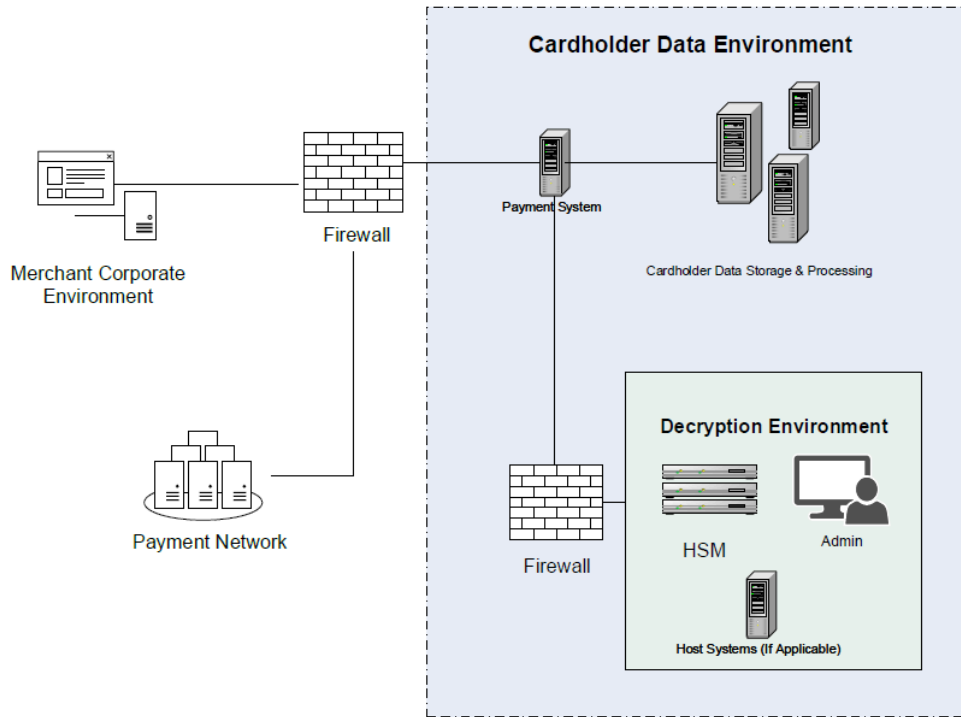 Cardholder Data Environment
Payment System
Firewall
Merchant Corporate
Environment
Cardholder Data Storage & Processing
Payment Network
Decryption Environment
HSM
Admin
Firewall
Host Systems (If Applicable)